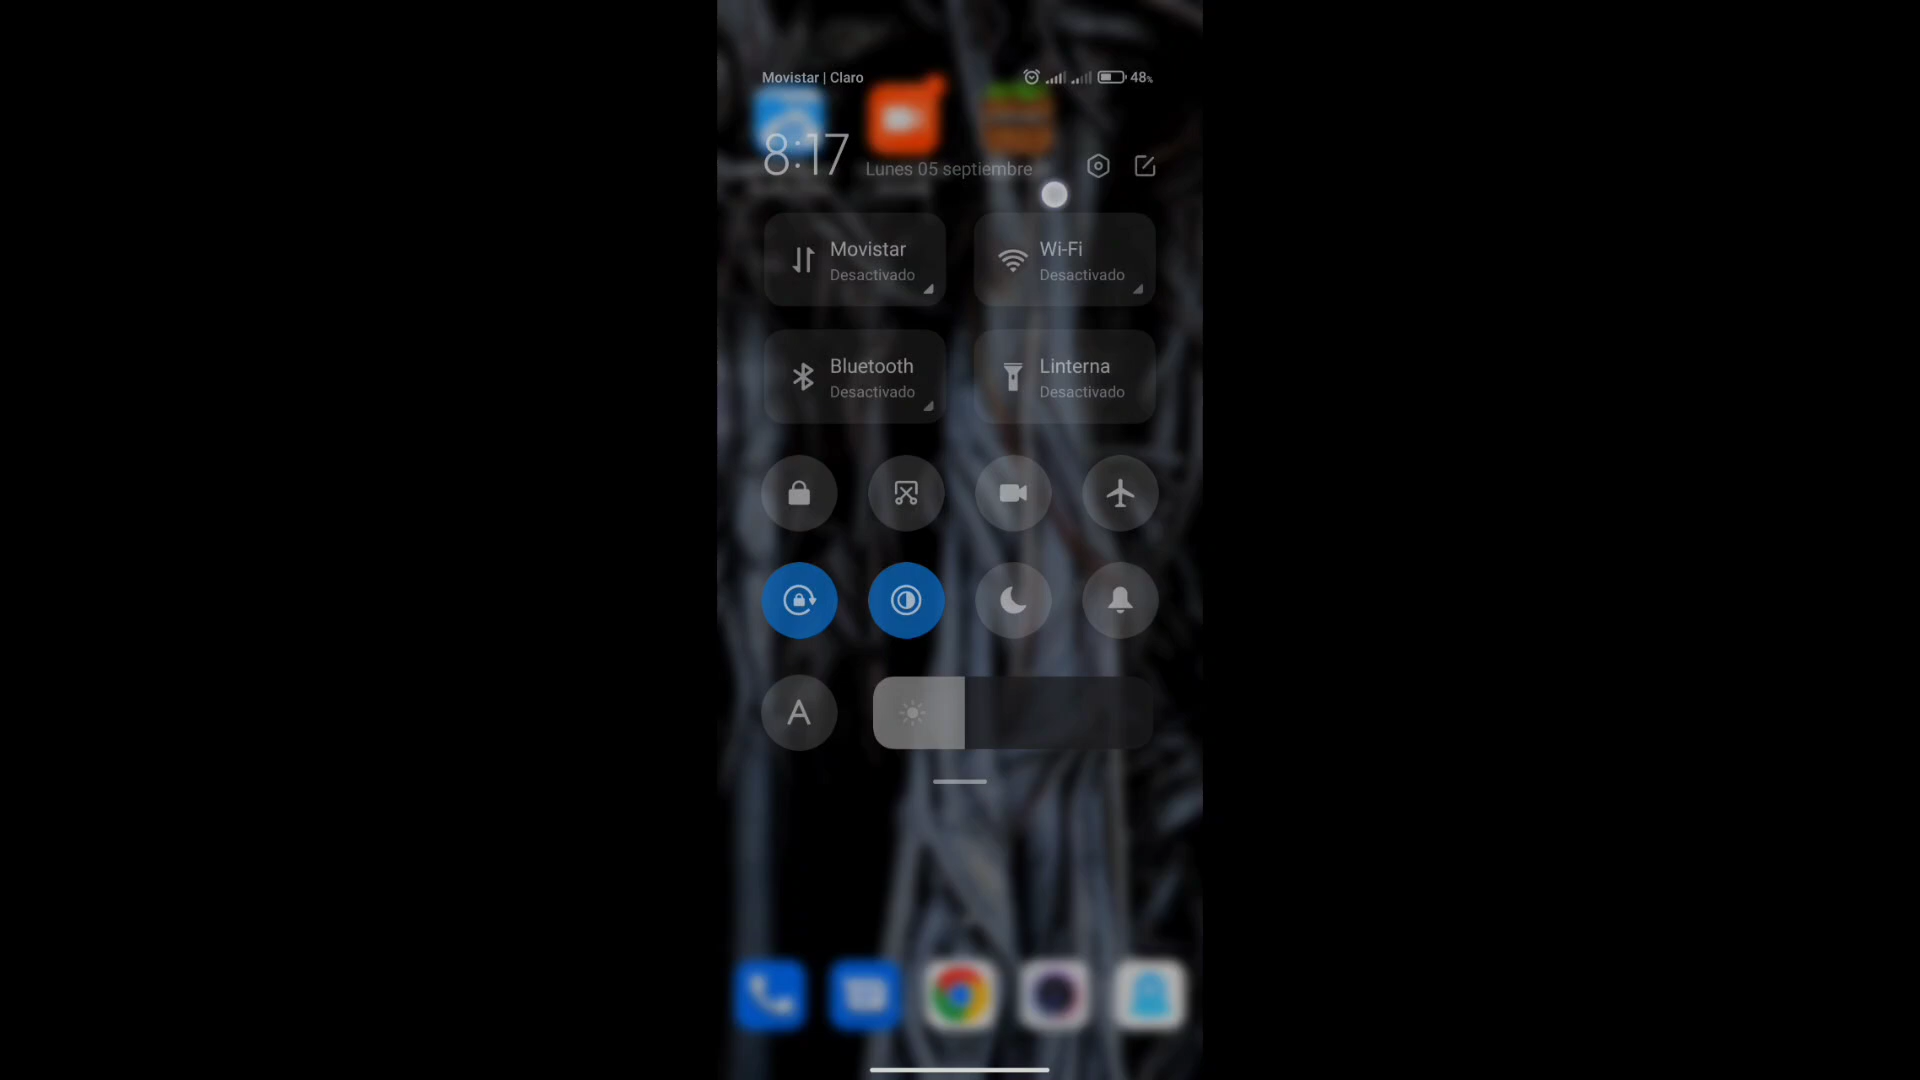 Movistar | Claro
48%
8:17
Lunes 05 septiembre
Movistar
Desactivado
Wi-Fi
Desactivado
Bluetooth
Desactivado
Linterna
Desactivado
A